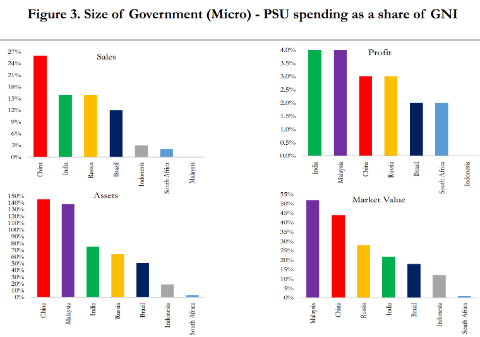 Figure 3. Size of Government (Micro) - PSU spending as a share of GNI
Sales
27%
24%
21%
18%
15%
12%
9%
6%
3%
0%
China
India
Russia
Brazil
Indonesia
South Africa
Malaysia
Profit
4.0%
3.5%
3.0%
2.5%
2.0%
1.5%
1.0%
0.5%
0.0%
India
Malaysia
China
Russia
Brazil
South Africa
Indonesia
Assets
150%
140%
130%
120%
110%
100%
90%
80%
70%
60%
50%
40%
30%
20%
10%
0%
China
Malaysia
India
Russia
Brazil
Indonesia
South Africa
Market Value
55%
50%
45%
40%
35%
30%
25%
20%
15%
10%
5%
0%
Malaysia
China
Russia
India
Brazil
Indonesia
South Africa